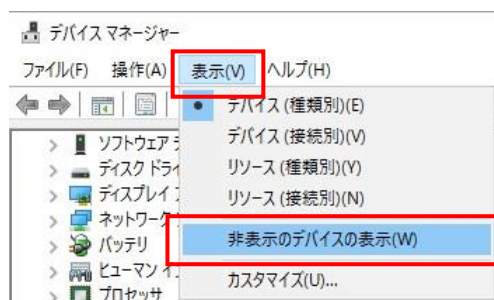 デバイス マネージャー
ファイル(F) 操作(A) 表示(V) ヘルプ(H)
デバイス (種類別)(E)
デバイス (接続別)(V)
リソース (種類別)(Y)
リソース (接続別)(N)
非表示のデバイスの表示(W)
カスタマイズ(U)...
ソフトウェア
ディスク ドライ
ディスプレイ
ネットワーク
バッテリ
ヒューマン イ
プロセッサ